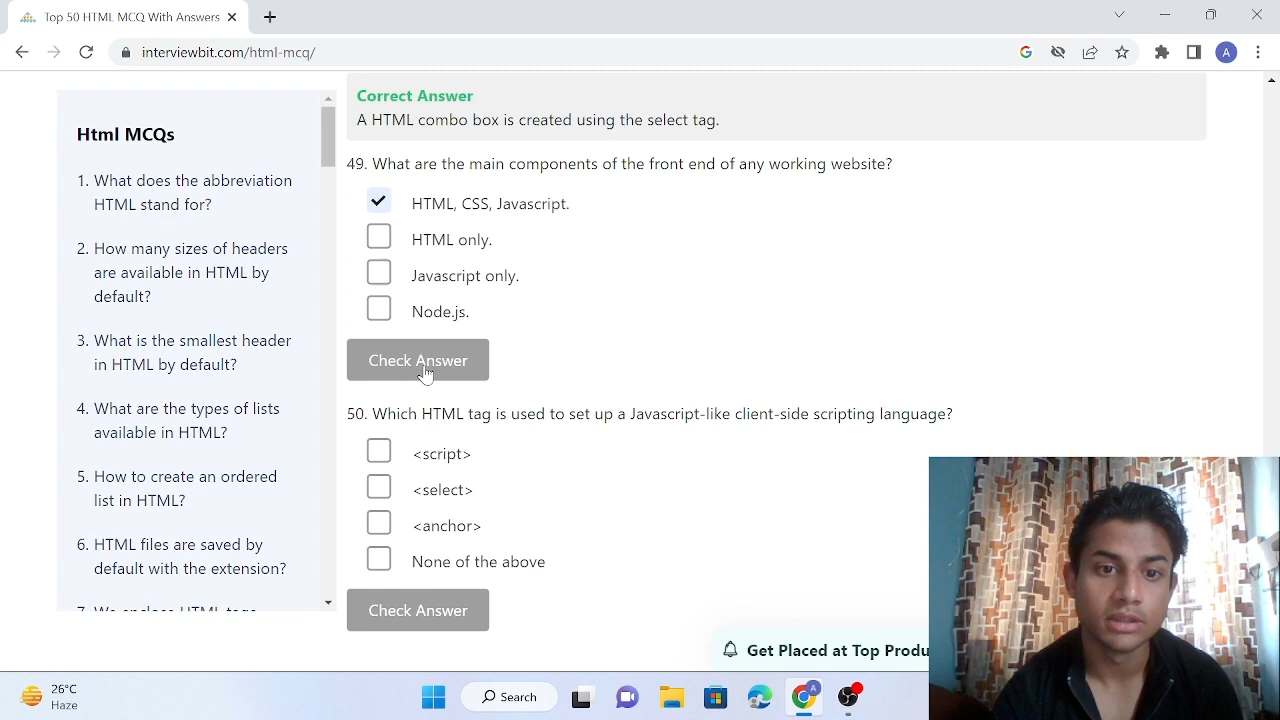 Top 50 HTML MCQ With Answers
interviewbit.com/html-mcq/
A
Html MCQs
1. What does the abbreviation
HTML stand for?
2. How many sizes of headers
are available in HTML by
default?
3. What is the smallest header
in HTML by default?
4. What are the types of lists
available in HTML?
5. How to create an ordered
list in HTML?
6. HTML files are saved by
default with the extension?
Correct Answer
A HTML combo box is created using the select tag.
49. What are the main components of the front end of any working website?
HTML, CSS, Javascript.
HTML only.
Javascript only.
Node.js.
Check Answer
50. Which HTML tag is used to set up a Javascript-like client-side scripting language?
<script>
<select>
<anchor>
None of the above
Check Answer
Get Placed at Top Produ
26°C
Haze
Search
A